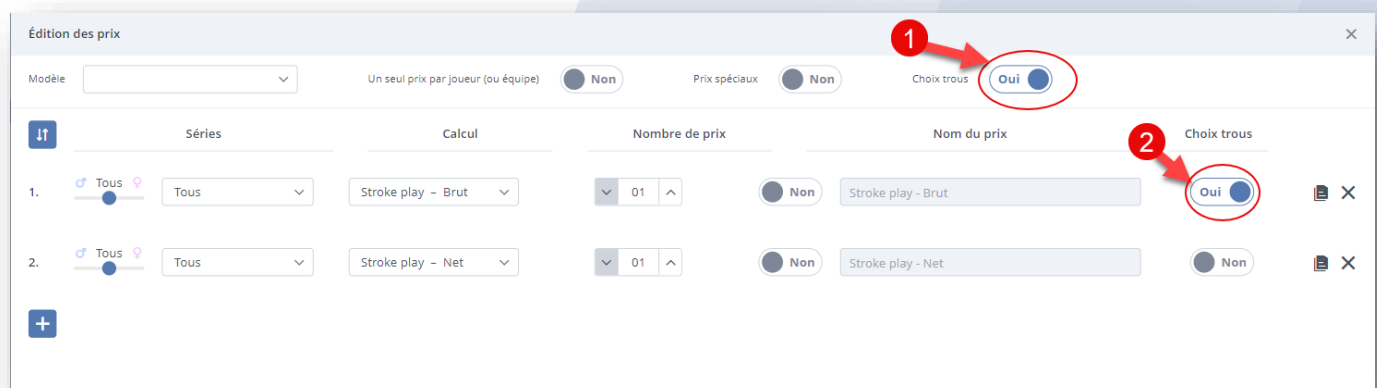 Édition des prix
1
Modèle Un seul prix par joueur (ou équipe) Non Prix spéciaux Non Choix trous Oui
Séries Calcul Nombre de prix Nom du prix Choix trous
2
1. Tous Tous Stroke play – Brut 01 Non Stroke play - Brut Oui
2. Tous Tous Stroke play – Net 01 Non Stroke play - Net Non